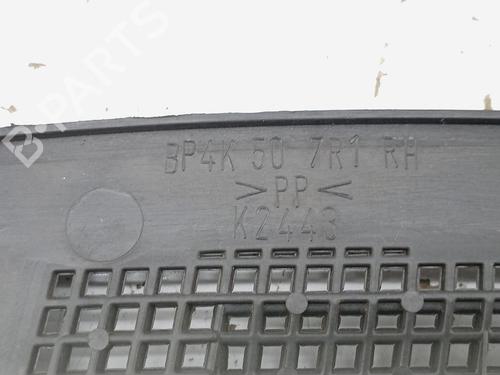 B-PARTS
BP4K 50 7R1 RH
>PP<
K2443